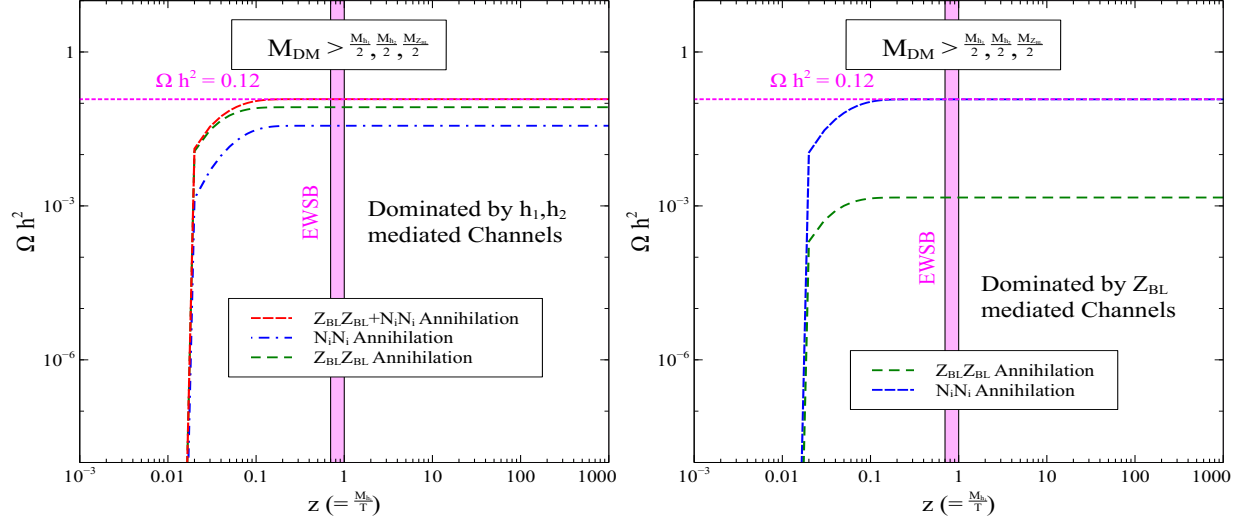 M_DM > M_h₁/2, M_h₂/2, M_Z_BL/2
Ω h² = 0.12
1
10⁻³
10⁻⁶
Ω h²
EWSB
Dominated by h₁,h₂
mediated Channels
Z_BL Z_BL+N_i N_i Annihilation
N_i N_i Annihilation
Z_BL Z_BL Annihilation
10⁻³ 0.01 0.1 1 10 100 1000
z (= M_h₁/T)
M_DM > M_h₁/2, M_h₂/2, M_Z_BL/2
Ω h² = 0.12
1
10⁻³
10⁻⁶
Ω h²
EWSB
Dominated by Z_BL
mediated Channels
Z_BL Z_BL Annihilation
N_i N_i Annihilation
10⁻³ 0.01 0.1 1 10 100 1000
z (= M_h₁/T)